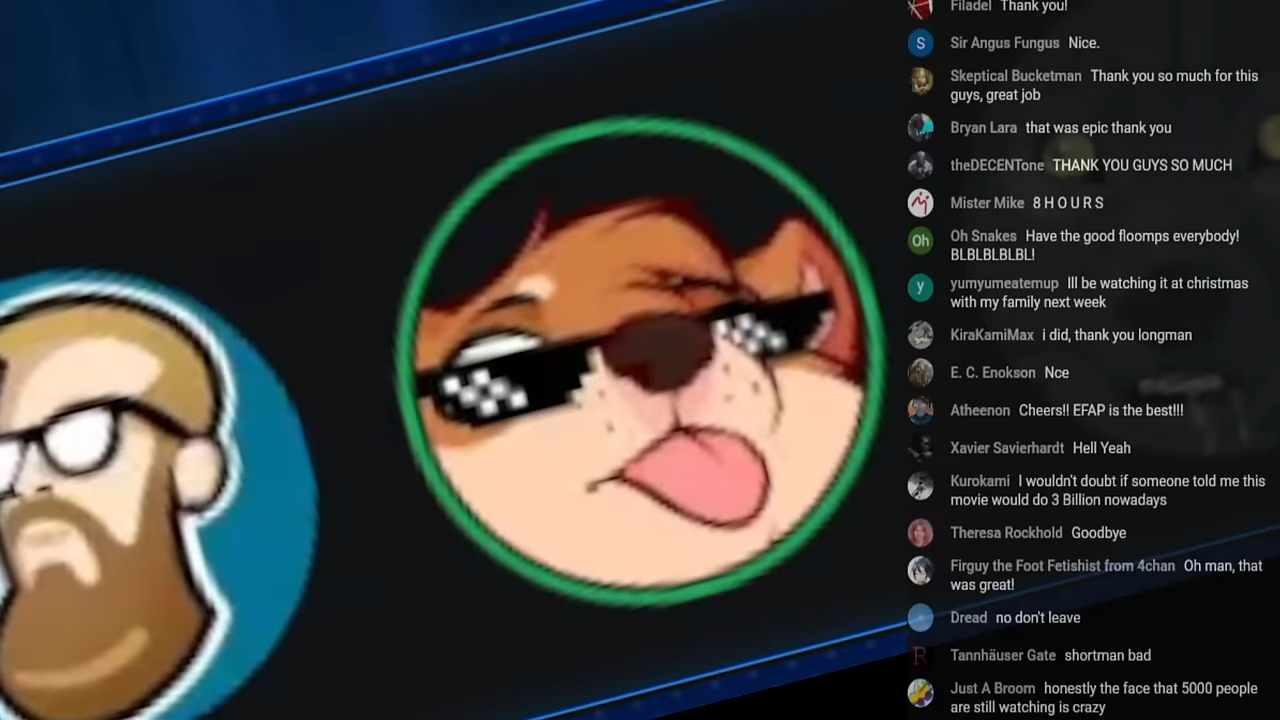 Filadel Thank you!
S Sir Angus Fungus Nice.
Skeptical Bucketman Thank you so much for this
guys, great job
Bryan Lara that was epic thank you
theDECENTone THANK YOU GUYS SO MUCH
Mister Mike 8 H O U R S
Oh Oh Snakes Have the good floomps everybody!
BLBLBLBLBL!
y yumyumeatemup Ill be watching it at christmas
with my family next week
KiraKamiMax i did, thank you longman
E. C. Enokson Nce
Atheenon Cheers!! EFAP is the best!!!
Xavier Savierhardt Hell Yeah
Kurokami I wouldn't doubt if someone told me this
movie would do 3 Billion nowadays
Theresa Rockhold Goodbye
Firguy the Foot Fetishist from 4chan Oh man, that
was great!
Dread no don't leave
R Tannhäuser Gate shortman bad
Just A Broom honestly the face that 5000 people
are still watching is crazy